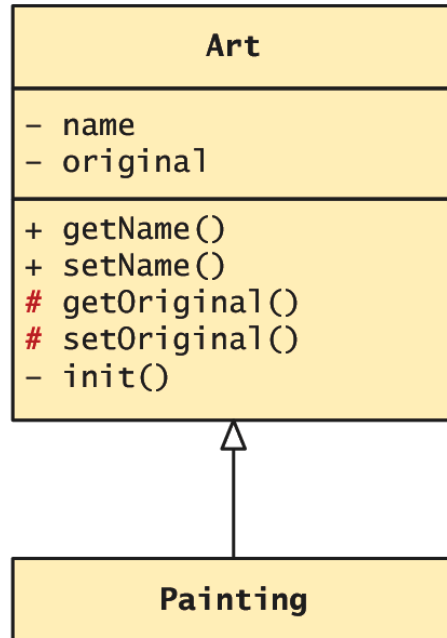 Art
– name
– original
+ getName()
+ setName()
# getOriginal()
# setOriginal()
– init()
Painting